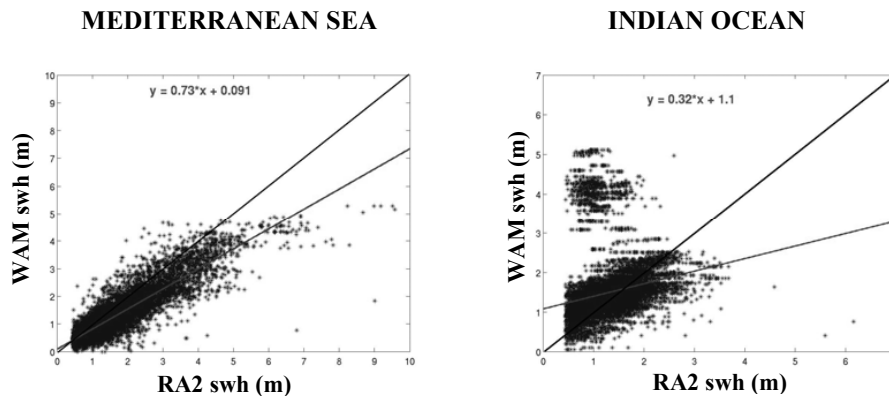 MEDITERRANEAN SEA
INDIAN OCEAN
y = 0.73*x + 0.091
WAM swh (m)
10
9
8
7
6
5
4
3
2
1
0
0 1 2 3 4 5 6 7 8 9 10
RA2 swh (m)
y = 0.32*x + 1.1
WAM swh (m)
7
6
5
4
3
2
1
0
0 1 2 3 4 5 6
RA2 swh (m)